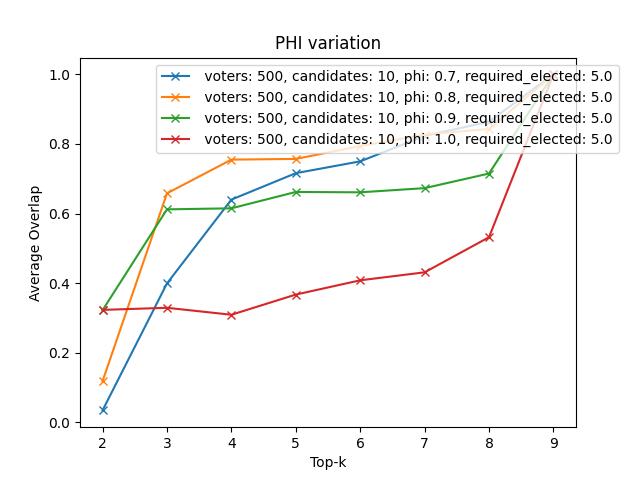 PHI variation
voters: 500, candidates: 10, phi: 0.7, required_elected: 5.0
voters: 500, candidates: 10, phi: 0.8, required_elected: 5.0
voters: 500, candidates: 10, phi: 0.9, required_elected: 5.0
voters: 500, candidates: 10, phi: 1.0, required_elected: 5.0
1.0
0.8
0.6
0.4
0.2
0.0
Average Overlap
2 3 4 5 6 7 8 9
Top-k